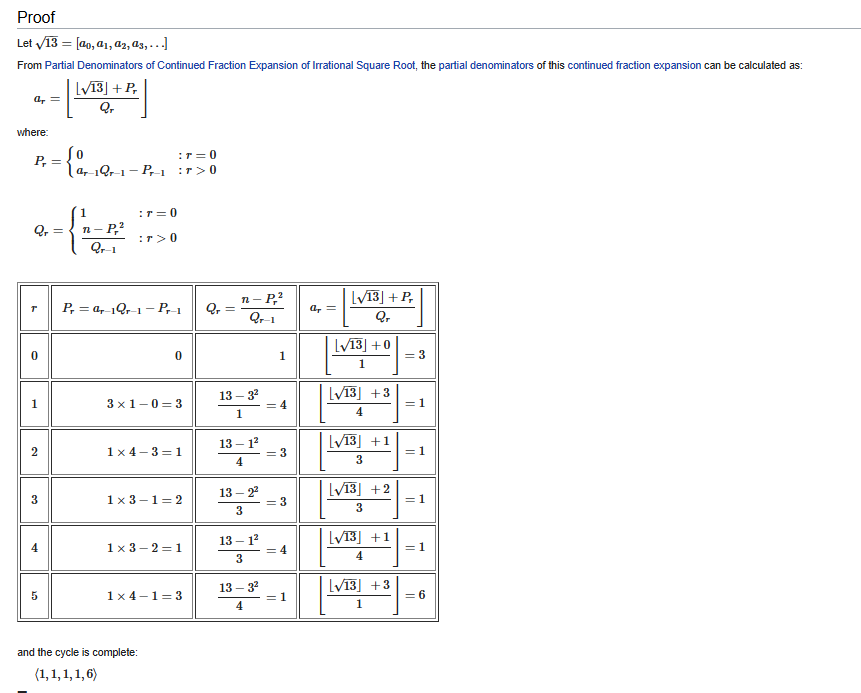 Proof
Let √13 = [a₀, a₁, a₂, a₃, …]
From Partial Denominators of Continued Fraction Expansion of Irrational Square Root, the partial denominators of this continued fraction expansion can be calculated as:
aᵣ = ⌊(⌊√13⌋ + Pᵣ) / Qᵣ⌋
where:
Pᵣ = { 0 : r = 0
aᵣ₋₁Qᵣ₋₁ − Pᵣ₋₁ : r > 0
Qᵣ = { 1 : r = 0
(n − Pᵣ²) / Qᵣ₋₁ : r > 0
r | Pᵣ = aᵣ₋₁Qᵣ₋₁ − Pᵣ₋₁ | Qᵣ = (n − Pᵣ²) / Qᵣ₋₁ | aᵣ = ⌊(⌊√13⌋ + Pᵣ) / Qᵣ⌋
0 | 0 | 1 | ⌊(⌊√13⌋ + 0) / 1⌋ = 3
1 | 3 × 1 − 0 = 3 | (13 − 3²) / 1 = 4 | ⌊(⌊√13⌋ + 3) / 4⌋ = 1
2 | 1 × 4 − 3 = 1 | (13 − 1²) / 4 = 3 | ⌊(⌊√13⌋ + 1) / 3⌋ = 1
3 | 1 × 3 − 1 = 2 | (13 − 2²) / 3 = 3 | ⌊(⌊√13⌋ + 2) / 3⌋ = 1
4 | 1 × 3 − 2 = 1 | (13 − 1²) / 3 = 4 | ⌊(⌊√13⌋ + 1) / 4⌋ = 1
5 | 1 × 4 − 1 = 3 | (13 − 3²) / 4 = 1 | ⌊(⌊√13⌋ + 3) / 1⌋ = 6
and the cycle is complete:
⟨1, 1, 1, 1, 6⟩